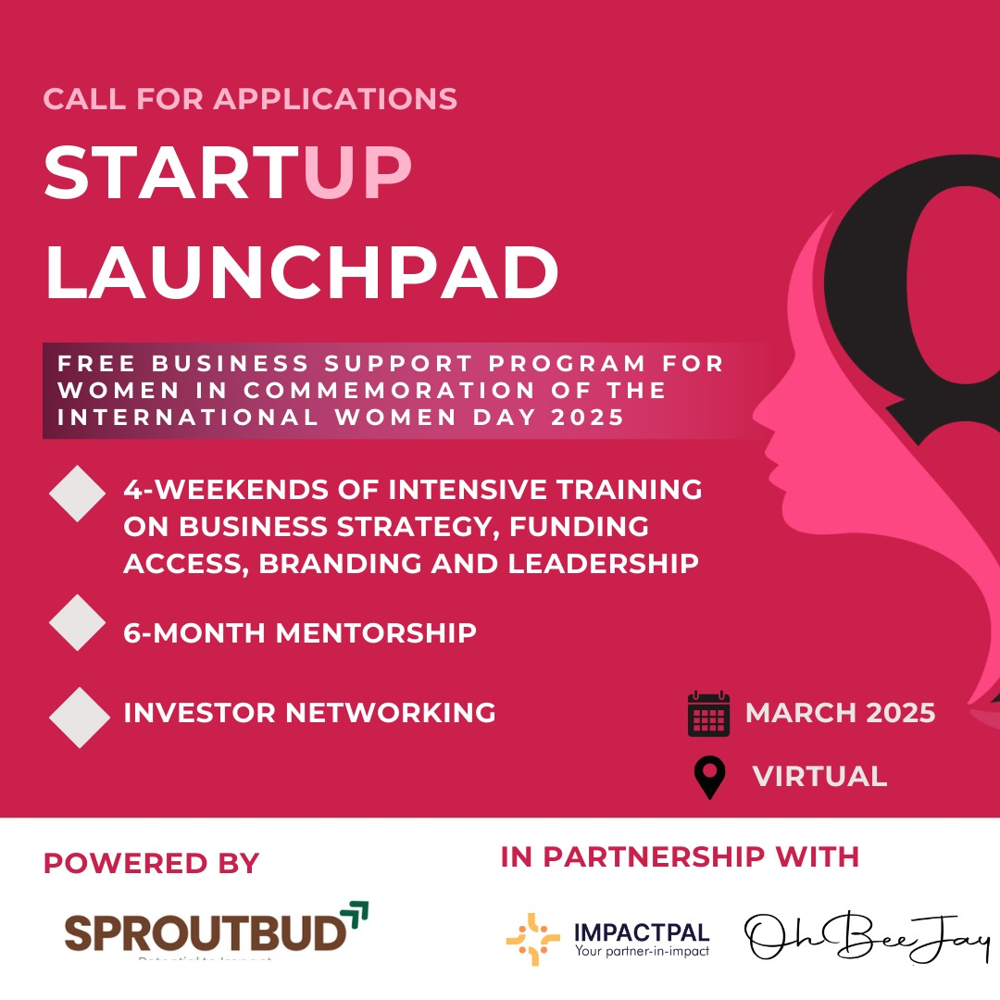 CALL FOR APPLICATIONS
STARTUP
LAUNCHPAD
FREE BUSINESS SUPPORT PROGRAM FOR
WOMEN IN COMMEMORATION OF THE
INTERNATIONAL WOMEN DAY 2025
4-WEEKENDS OF INTENSIVE TRAINING
ON BUSINESS STRATEGY, FUNDING
ACCESS, BRANDING AND LEADERSHIP
6-MONTH MENTORSHIP
INVESTOR NETWORKING
MARCH 2025
VIRTUAL
POWERED BY
SPROUTBUD
IN PARTNERSHIP WITH
IMPACTPAL
Your partner-in-impact
OhBeeJay